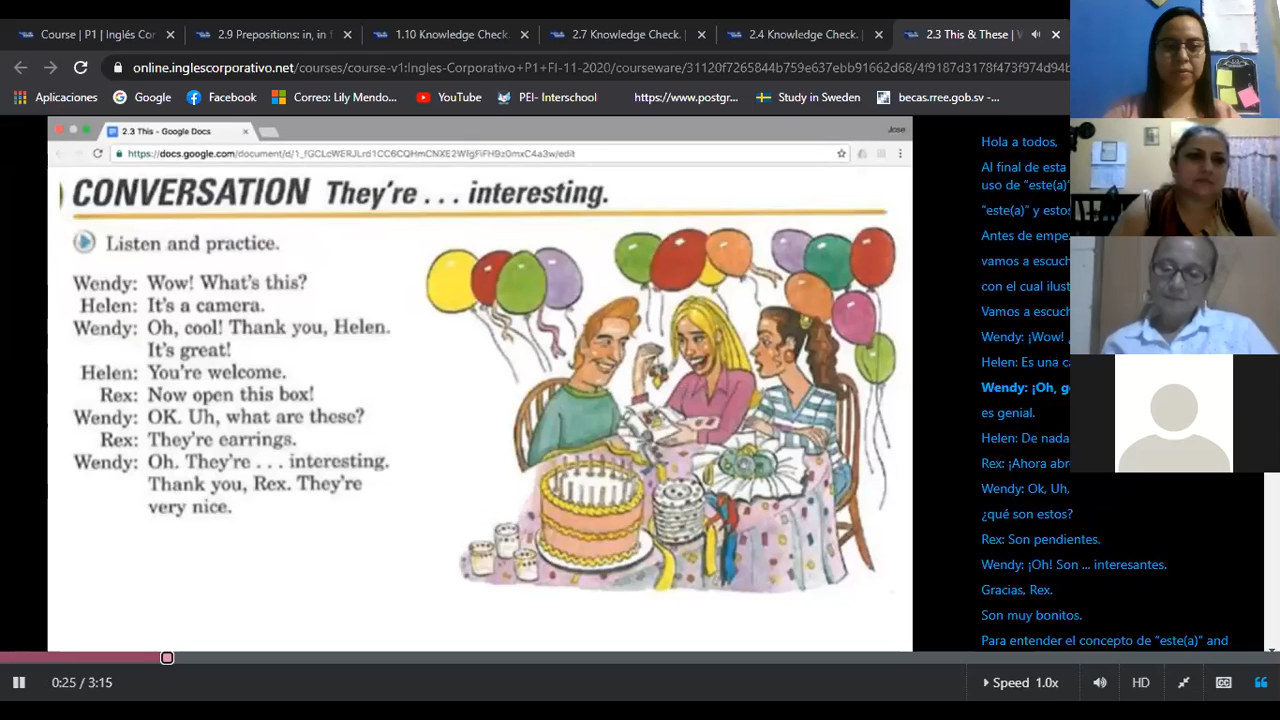 Course | P1 | Inglés Cor
2.9 Prepositions: in, in f
1.10 Knowledge Check.
2.7 Knowledge Check. |
2.4 Knowledge Check. |
2.3 This & These |
online.inglescorporativo.net/courses/course-v1:Ingles-Corporativo+P1+FI-11-2020/courseware/31120f7265844b759e637ebb91662d68/4f9187d3178f473f974d94b
Aplicaciones
Google
Facebook
Correo: Lily Mendo...
YouTube
PEI- Interschool
https://www.postgr...
Study in Sweden
becas.rree.gob.sv -...
2.3 This - Google Docs
Jose
CONVERSATION They're . . . interesting.
Listen and practice.
Wendy: Wow! What's this?
Helen: It's a camera.
Wendy: Oh, cool! Thank you, Helen.
It's great!
Helen: You're welcome.
Rex: Now open this box!
Wendy: OK. Uh, what are these?
Rex: They're earrings.
Wendy: Oh. They're . . . interesting.
Thank you, Rex. They're
very nice.
Hola a todos,
Al final de esta
uso de "este(a)"
"este(a)" y estos
Antes de empe
vamos a escuch
con el cual ilust
Vamos a escuch
Wendy: ¡Wow!
Helen: Es una c
Wendy: ¡Oh, g
es genial.
Helen: De nada
Rex: ¡Ahora abr
Wendy: Ok, Uh,
¿qué son estos?
Rex: Son pendientes.
Wendy: ¡Oh! Son ... interesantes.
Gracias, Rex.
Son muy bonitos.
Para entender el concepto de "este(a)" and
0:25 / 3:15
Speed 1.0x
HD
CC